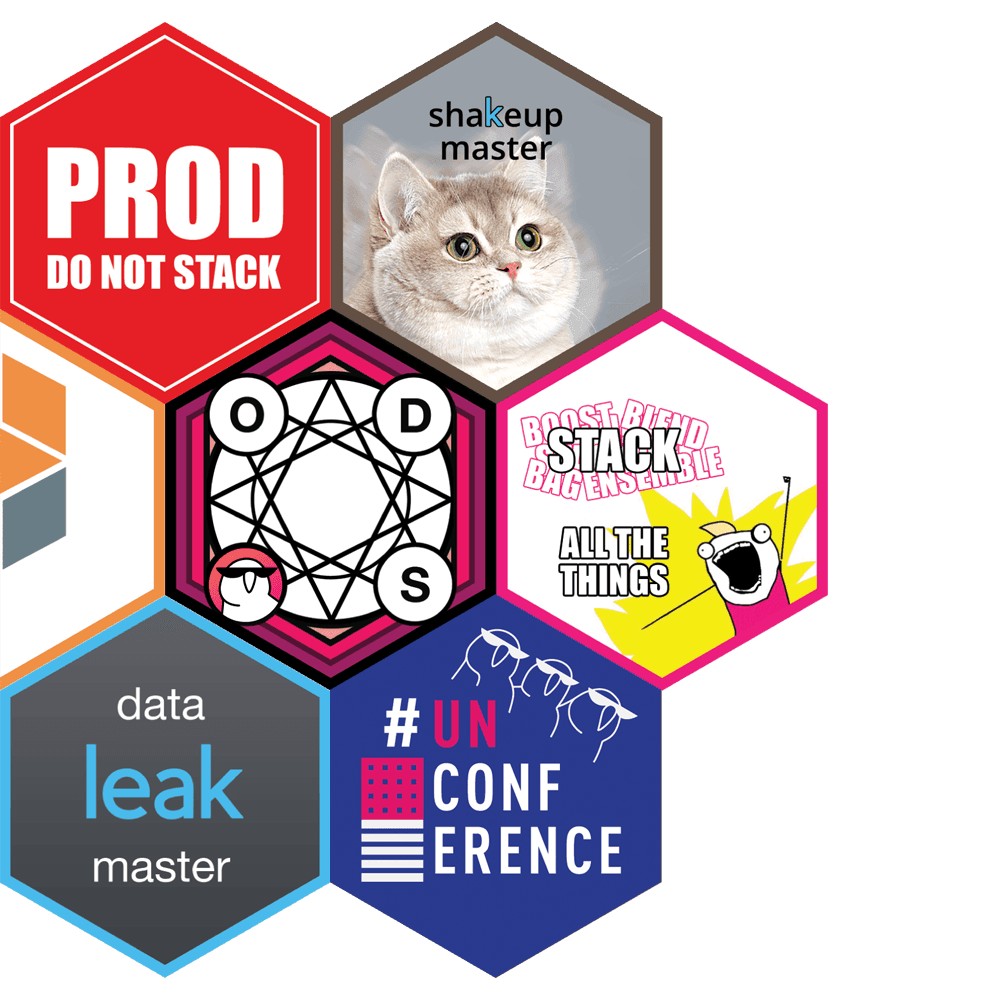 PROD
DO NOT STACK
shakeup
master
O D
S
BOOST BLEND
STACK
BAG ENSEMBLE
ALL THE
THINGS
data
leak
master
# UN
CONF
ERENCE